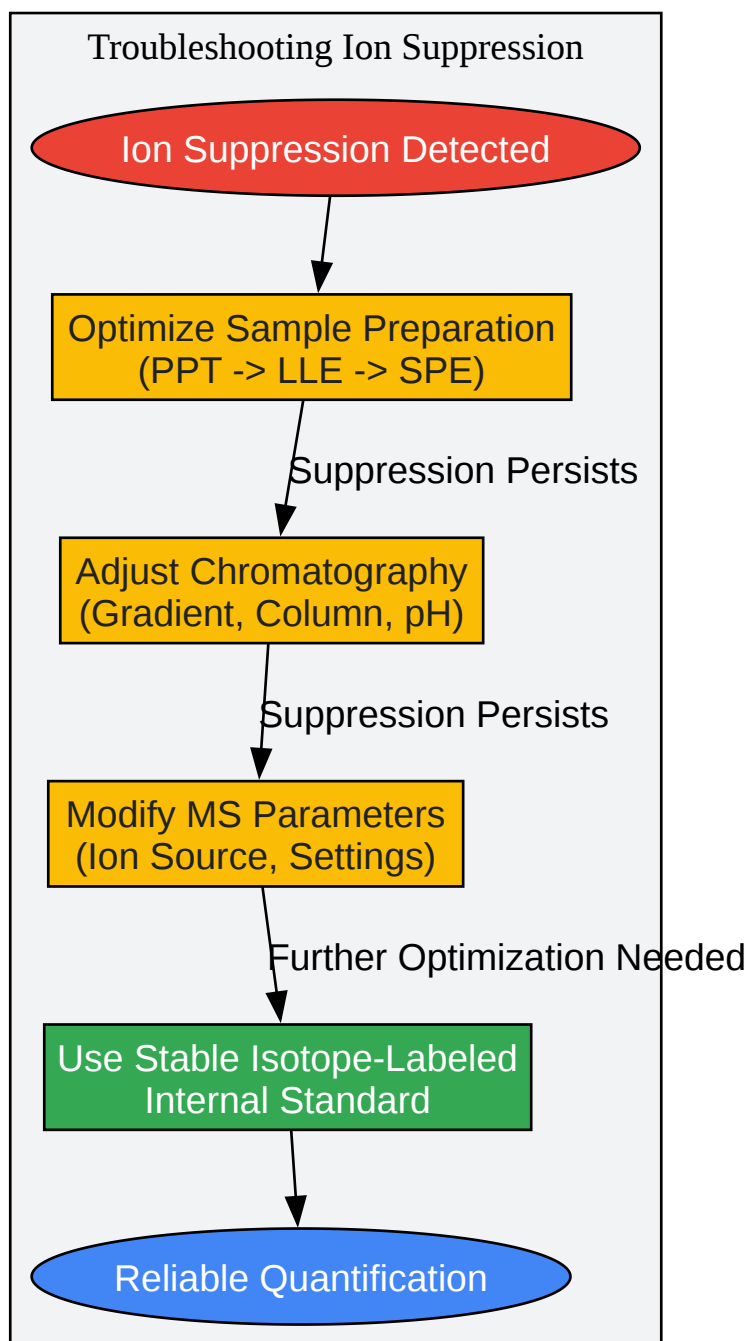 Troubleshooting Ion Suppression
Ion Suppression Detected
Optimize Sample Preparation
(PPT -> LLE -> SPE)
Suppression Persists
Adjust Chromatography
(Gradient, Column, pH)
Suppression Persists
Modify MS Parameters
(Ion Source, Settings)
Further Optimization Needed
Use Stable Isotope-Labeled
Internal Standard
Reliable Quantification